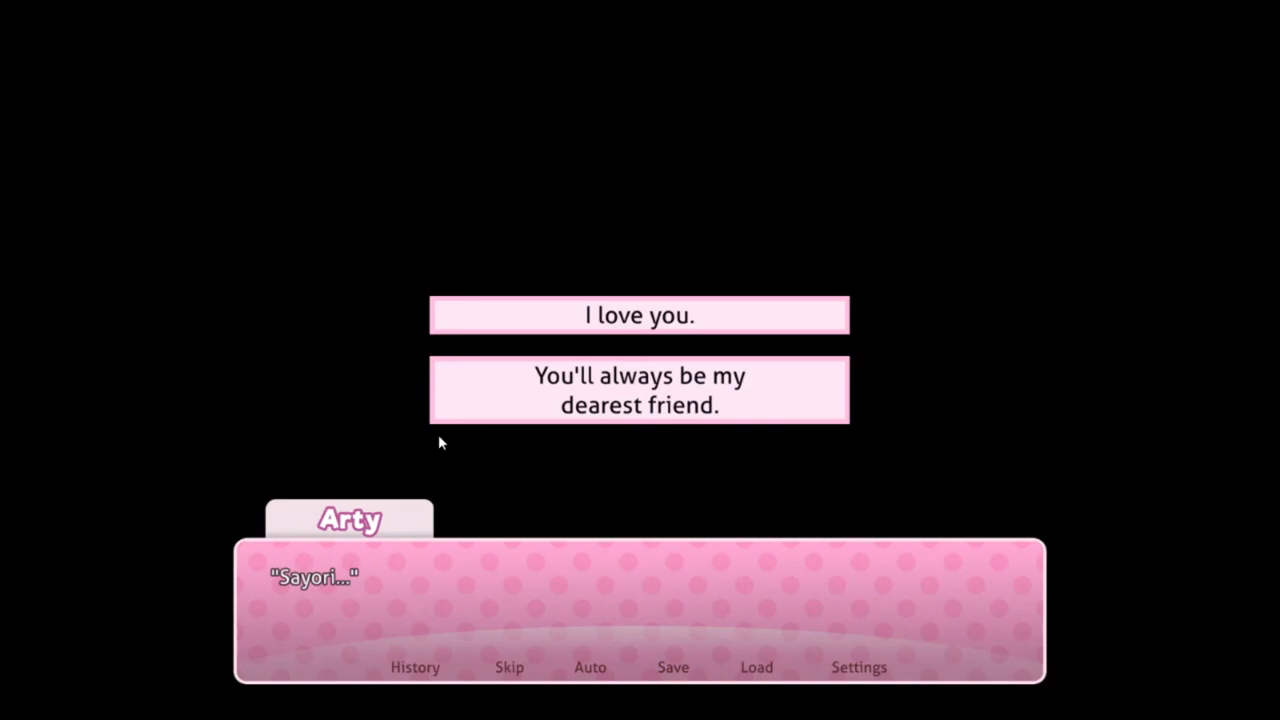 I love you.
You'll always be my
dearest friend.
Arty
"Sayori..."
History Skip Auto Save Load Settings